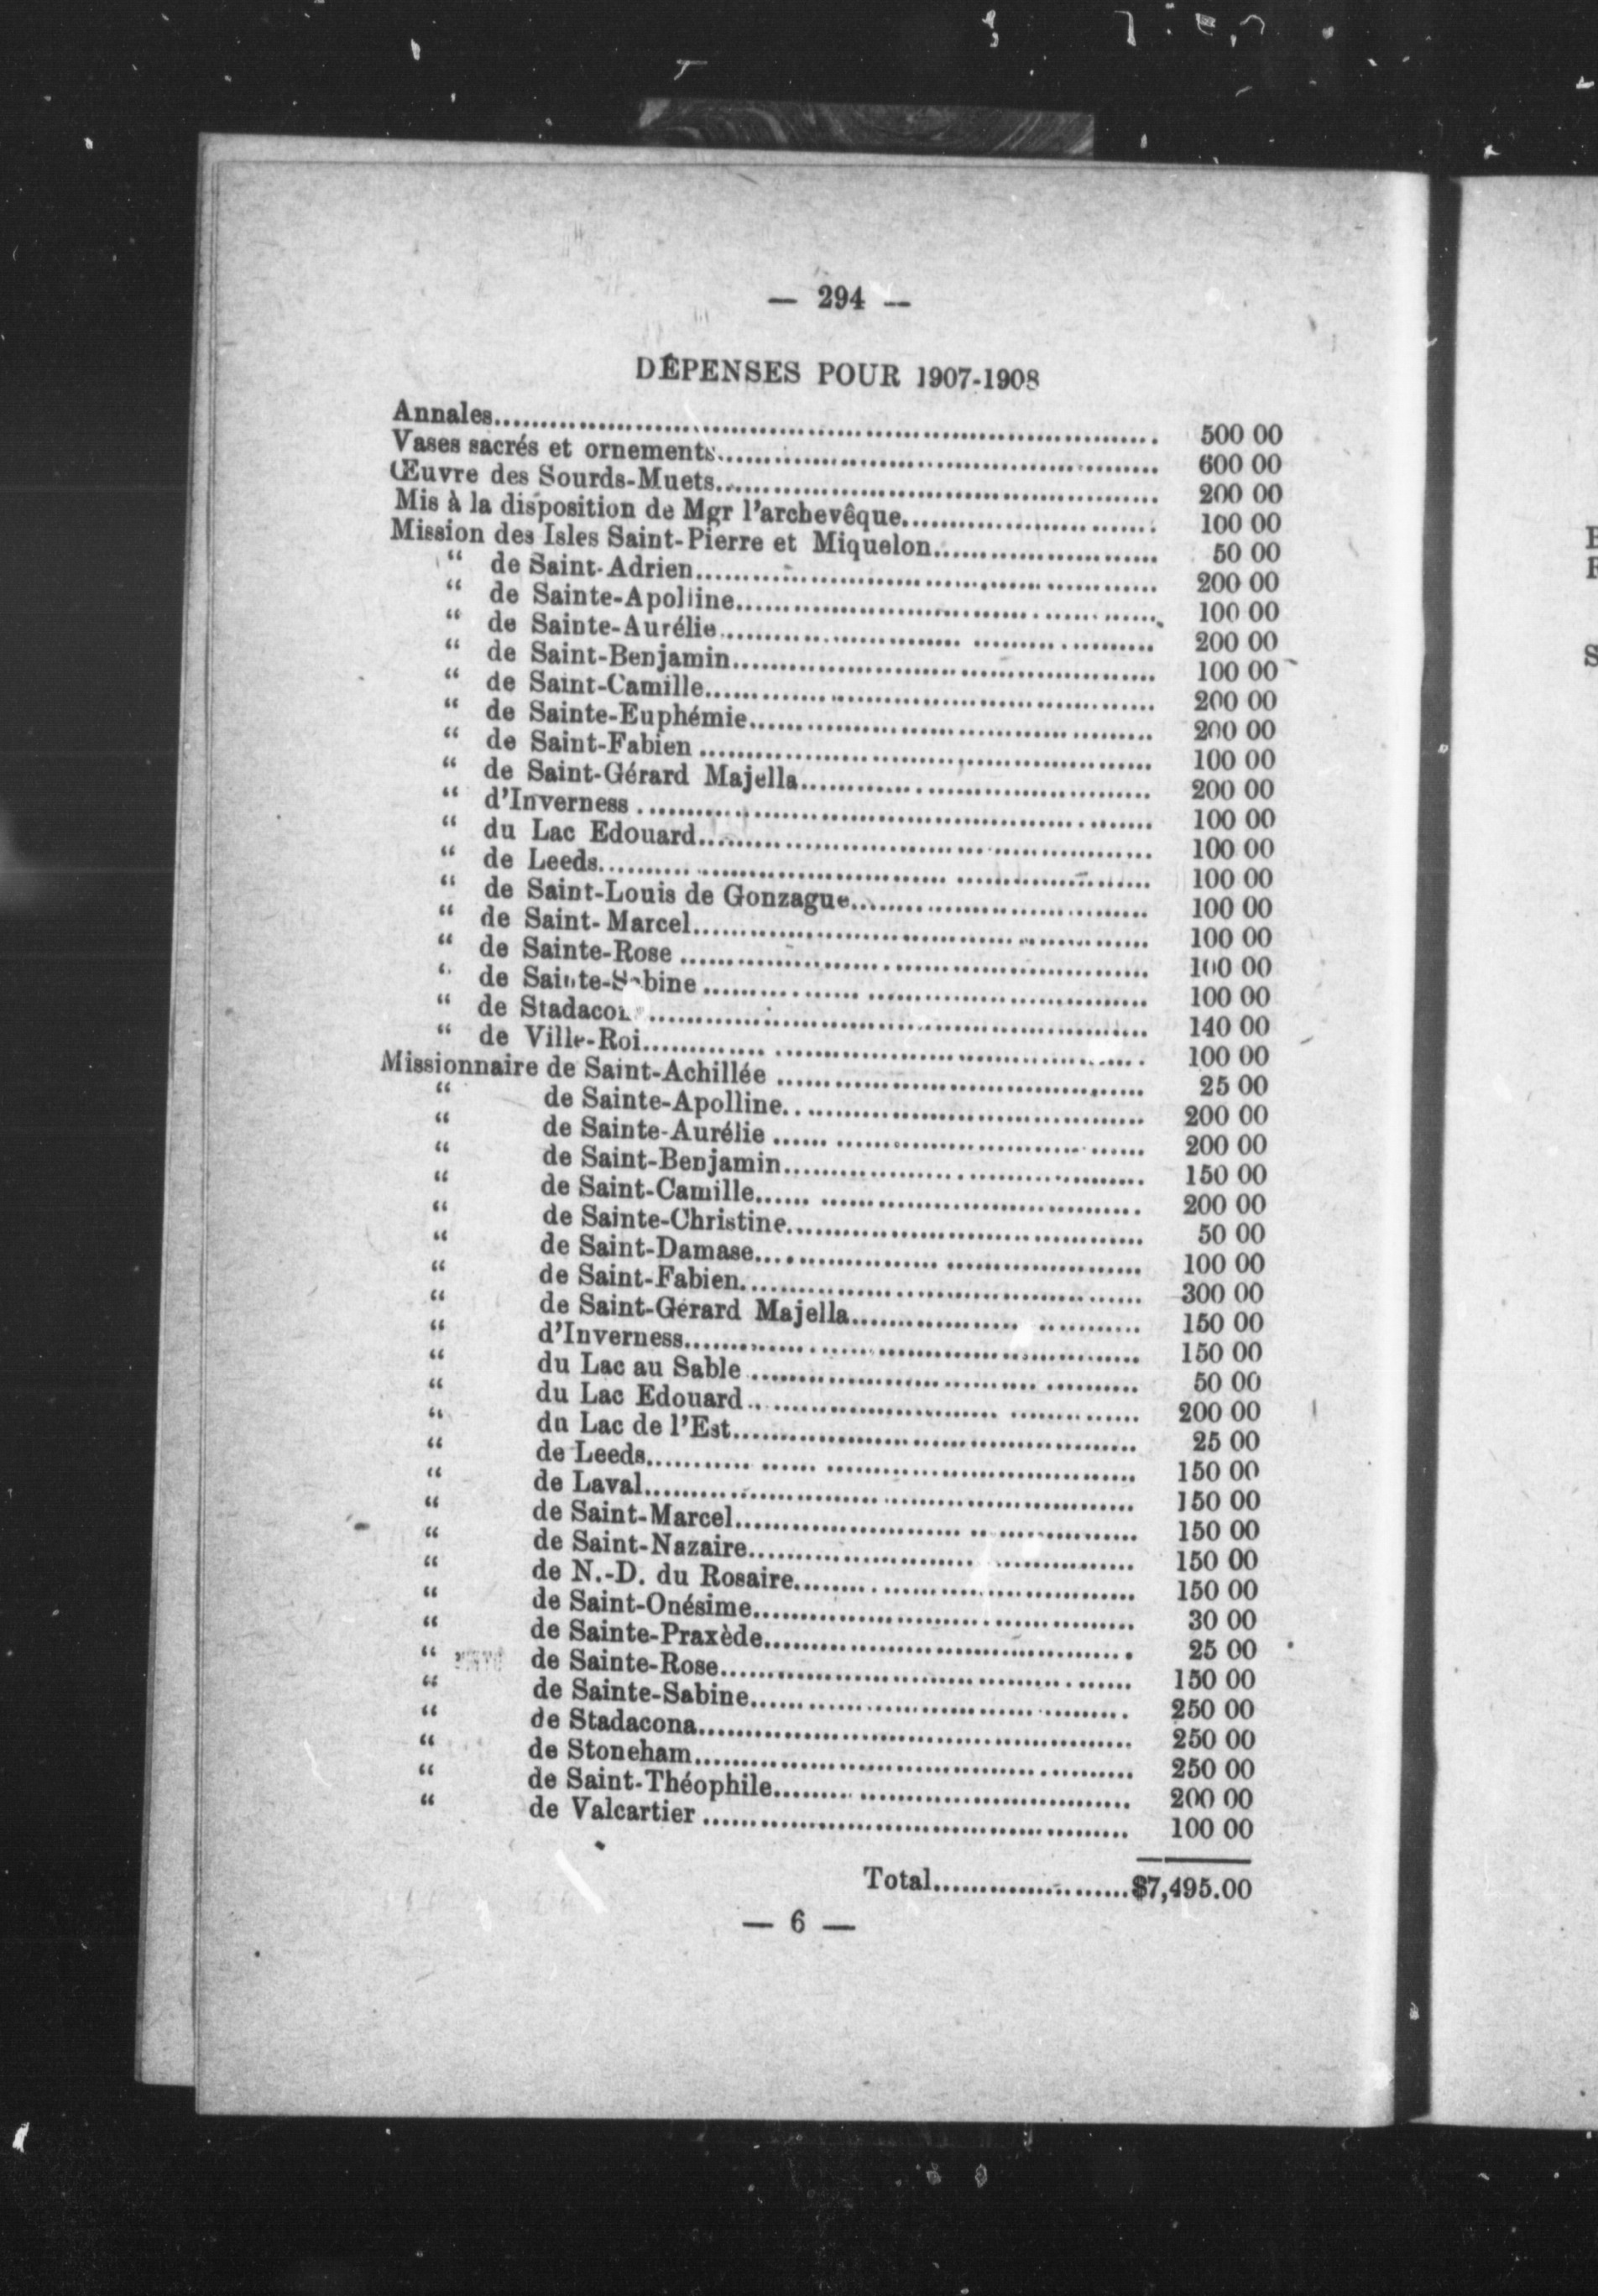 — 294 —
DÉPENSES POUR 1907-1908
Annales........................ 500 00
Vases sacrés et ornements........................ 600 00
Œuvre des Sourds-Muets........................ 200 00
Mis à la disposition de Mgr l'archevêque........................ 100 00
Mission des Isles Saint-Pierre et Miquelon........................ 50 00
“ de Saint-Adrien........................ 200 00
“ de Sainte-Apolline........................ 100 00
“ de Sainte-Aurélie........................ 200 00
“ de Saint-Benjamin........................ 100 00
“ de Saint-Camille........................ 200 00
“ de Sainte-Euphémie........................ 200 00
“ de Saint-Fabien........................ 100 00
“ de Saint-Gérard Majella........................ 200 00
“ d'Inverness........................ 100 00
“ du Lac Edouard........................ 100 00
“ de Leeds........................ 100 00
“ de Saint-Louis de Gonzague........................ 100 00
“ de Saint-Marcel........................ 100 00
“ de Sainte-Rose........................ 100 00
“ de Sainte-Sabine........................ 100 00
“ de Stadacona........................ 140 00
“ de Ville-Roi........................ 100 00
Missionnaire de Saint-Achillée........................ 25 00
“ de Sainte-Apolline........................ 200 00
“ de Sainte-Aurélie........................ 200 00
“ de Saint-Benjamin........................ 150 00
“ de Saint-Camille........................ 200 00
“ de Sainte-Christine........................ 50 00
“ de Saint-Damase........................ 100 00
“ de Saint-Fabien........................ 300 00
“ de Saint-Gérard Majella........................ 150 00
“ d'Inverness........................ 150 00
“ du Lac au Sable........................ 50 00
“ du Lac Edouard........................ 200 00
“ du Lac de l'Est........................ 25 00
“ de Leeds........................ 150 00
“ de Laval........................ 150 00
“ de Saint-Marcel........................ 150 00
“ de Saint-Nazaire........................ 150 00
“ de N.-D. du Rosaire........................ 150 00
“ de Saint-Onésime........................ 30 00
“ de Sainte-Praxède........................ 25 00
“ de Sainte-Rose........................ 150 00
“ de Sainte-Sabine........................ 250 00
“ de Stadacona........................ 250 00
“ de Stoneham........................ 250 00
“ de Saint-Théophile........................ 200 00
“ de Valcartier........................ 100 00
Total........................$7,495.00
— 6 —